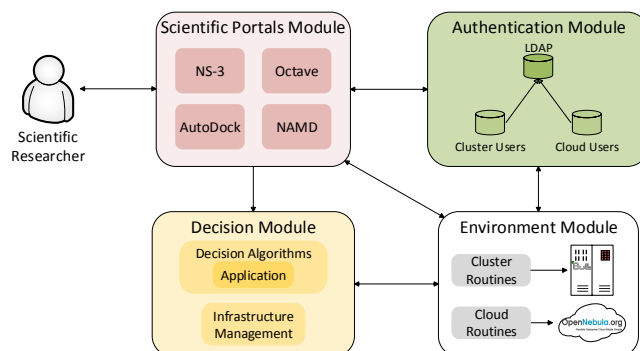 Scientific Portals Module
NS-3
Octave
AutoDock
NAMD
Scientific
Researcher
Authentication Module
LDAP
Cluster Users
Cloud Users
Decision Module
Decision Algorithms
Application
Infrastructure
Management
Environment Module
Cluster
Routines
Bull
Cloud
Routines
OpenNebula.org